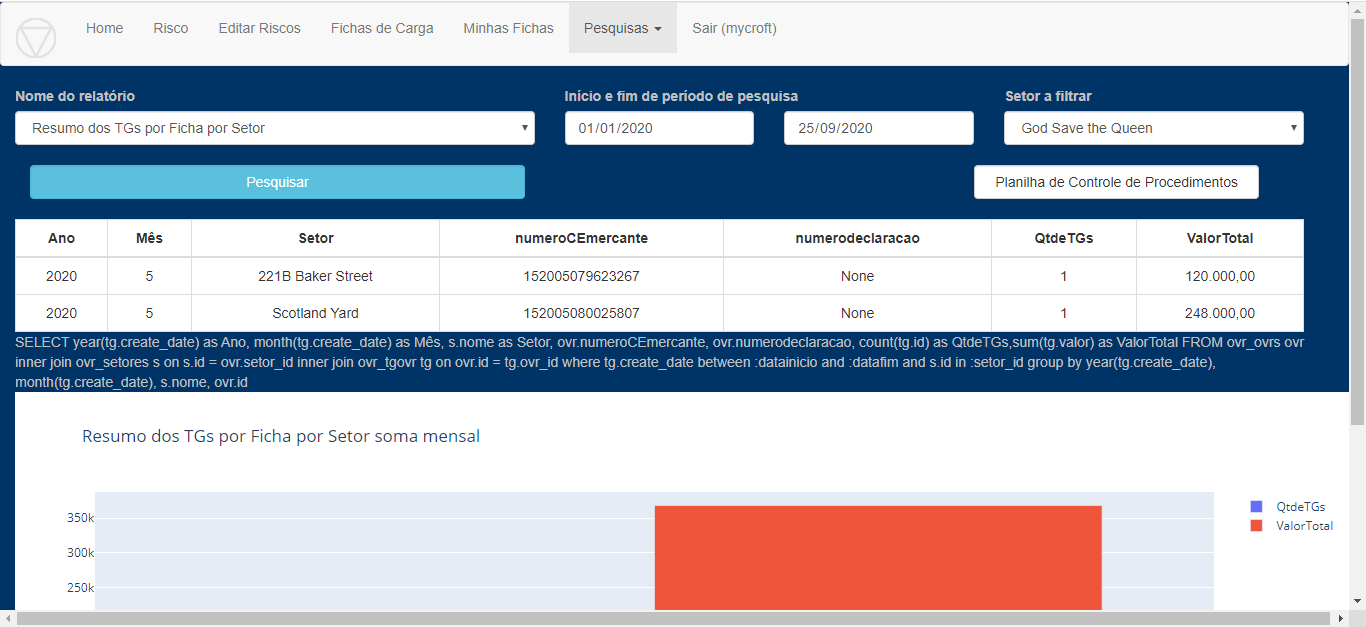 Home Risco Editar Riscos Fichas de Carga Minhas Fichas Pesquisas Sair (mycroft)
Nome do relatório Início e fim de período de pesquisa Setor a filtrar
Resumo dos TGs por Ficha por Setor 01/01/2020 25/09/2020 God Save the Queen
Pesquisar Planilha de Controle de Procedimentos
Ano Mês Setor numeroCEmercante numerodeclaracao QtdeTGs ValorTotal
2020 5 221B Baker Street 152005079623267 None 1 120.000,00
2020 5 Scotland Yard 152005080025807 None 1 248.000,00
SELECT year(tg.create_date) as Ano, month(tg.create_date) as Mês, s.nome as Setor, ovr.numeroCEmercante, ovr.numerodeclaracao, count(tg.id) as QtdeTGs,sum(tg.valor) as ValorTotal FROM ovr_ovrs ovr
inner join ovr_setores s on s.id = ovr.setor_id inner join ovr_tgovr tg on ovr.id = tg.ovr_id where tg.create_date between :datainicio and :datafim and s.id in :setor_id group by year(tg.create_date),
month(tg.create_date), s.nome, ovr.id
Resumo dos TGs por Ficha por Setor soma mensal
350k
300k
250k
QtdeTGs
ValorTotal